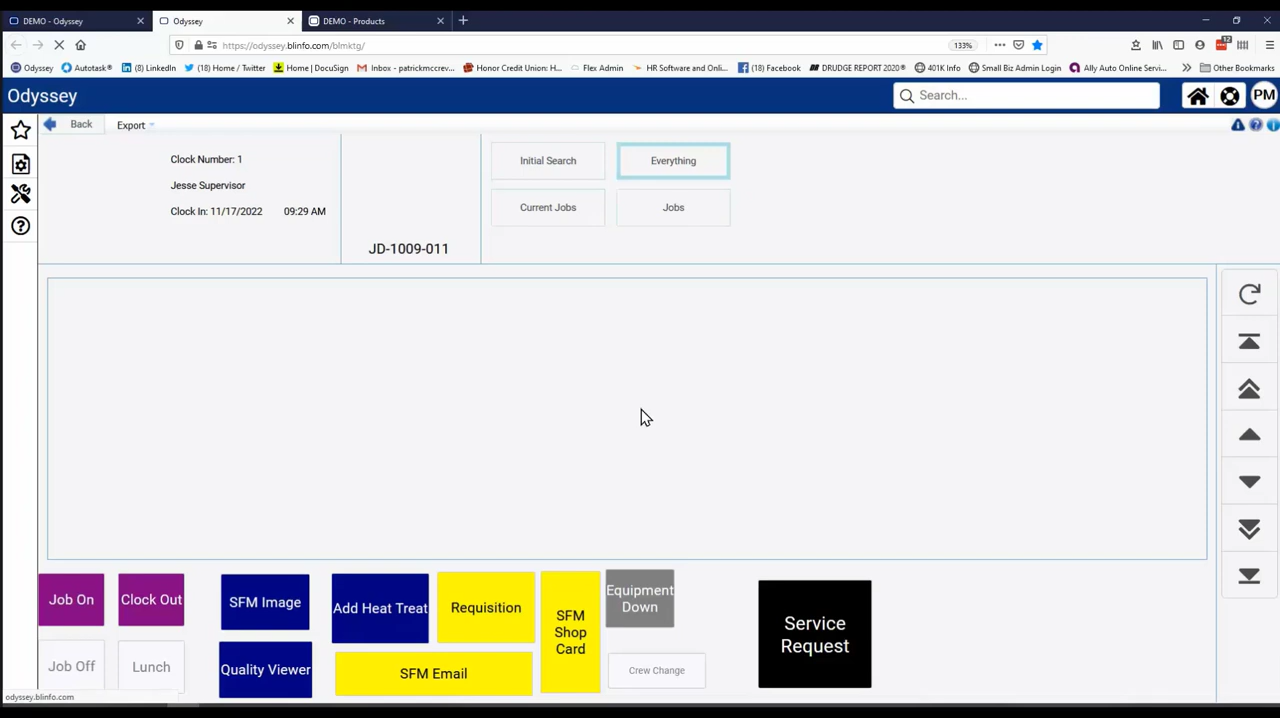 DEMO - Odyssey
Odyssey
DEMO - Products
https://odyssey.blinfo.com/blmktg/
133%
Odyssey
Autotask®
(8) LinkedIn
(18) Home / Twitter
Home | DocuSign
Inbox - patrickmccrev...
Honor Credit Union: H...
Flex Admin
HR Software and Onli...
(18) Facebook
DRUDGE REPORT 2020®
401K Info
Small Biz Admin Login
Ally Auto Online Servi...
Other Bookmarks
12
Odyssey
Search...
PM
Back
Export
Clock Number: 1
Jesse Supervisor
Clock In: 11/17/2022 09:29 AM
JD-1009-011
Initial Search
Everything
Current Jobs
Jobs
Job On
Clock Out
SFM Image
Add Heat Treat
Requisition
SFM
Shop
Card
Equipment
Down
Service
Request
Job Off
Lunch
Quality Viewer
SFM Email
Crew Change
odyssey.blinfo.com